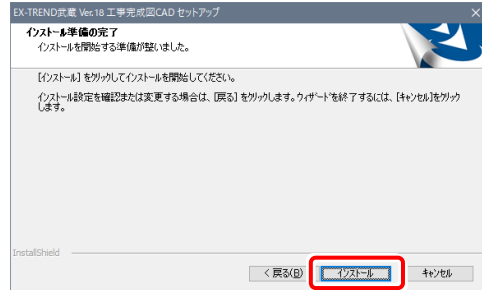 EX-TREND武蔵 Ver.18 工事完成図CAD セットアップ
インストール準備の完了
インストールを開始する準備が整いました。
[インストール] をクリックしてインストールを開始してください。
インストール設定を確認または変更する場合は、[戻る] をクリックします。ウィザードを終了するには、[キャンセル]をクリック
します。
InstallShield
< 戻る(B)
インストール
キャンセル